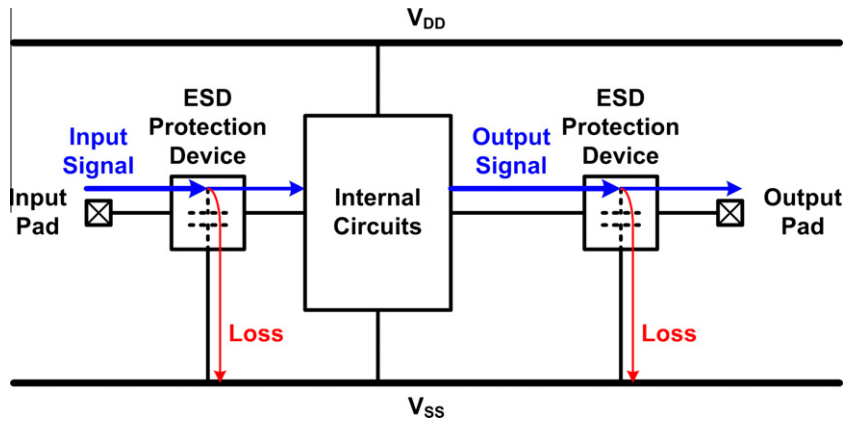 VDD
ESD
Protection
Device
Input
Signal
Input
Pad
Internal
Circuits
Output
Signal
ESD
Protection
Device
Output
Pad
Loss
Loss
VSS